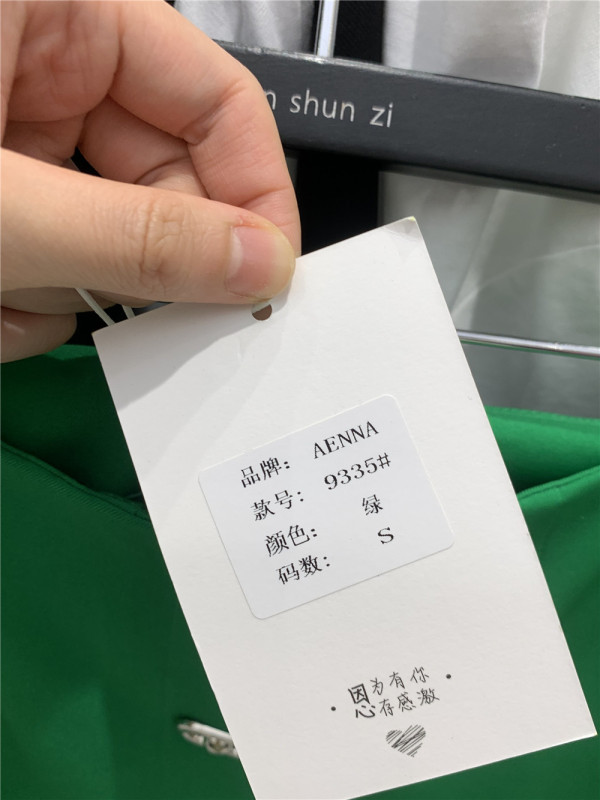 shun zi
品牌: AENNA
款号: 9335#
颜色: 绿
码数: S
因为有你
心存感激